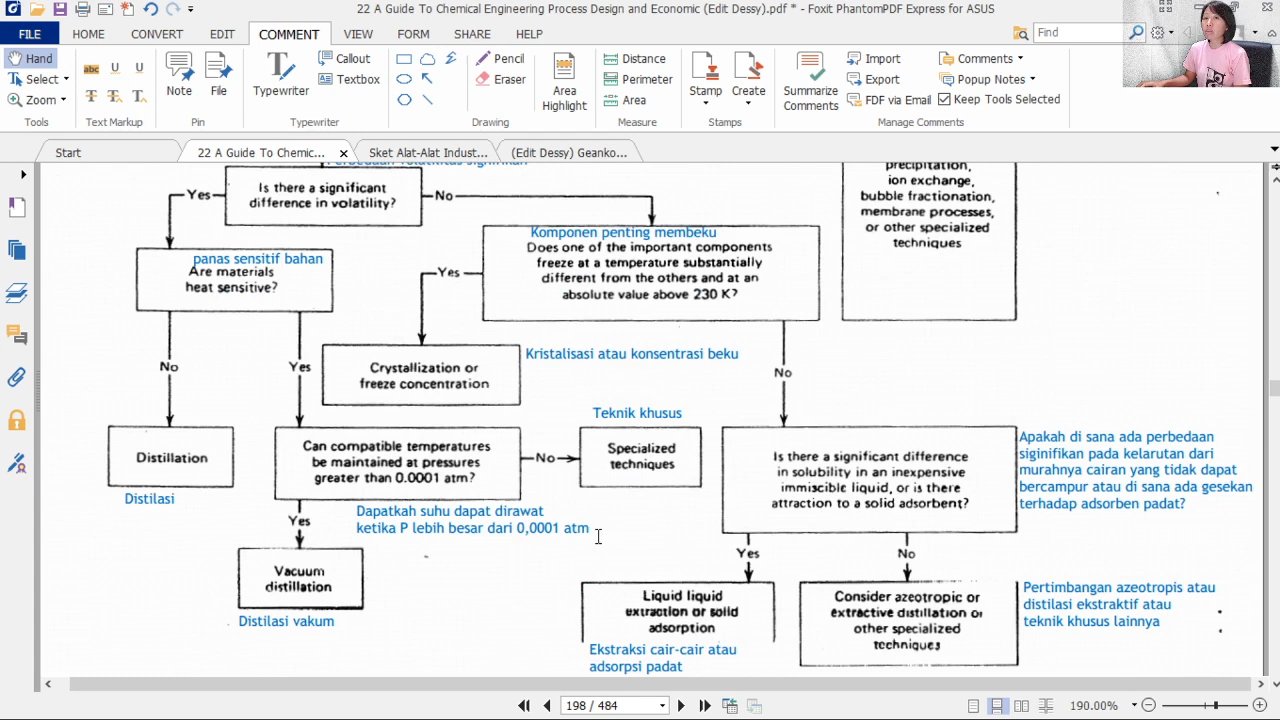 22 A Guide To Chemical Engineering Process Design and Economic (Edit Dessy).pdf * - Foxit PhantomPDF Express for ASUS
FILE
HOME
CONVERT
EDIT
COMMENT
VIEW
FORM
SHARE
HELP
Find
Hand
Select
Zoom
Tools
Text Markup
Note
File
Pin
Typewriter
Callout
Textbox
Typewriter
Pencil
Eraser
Area
Highlight
Drawing
Distance
Perimeter
Area
Measure
Stamp
Create
Stamps
Summarize
Comments
Import
Export
FDF via Email
Comments
Popup Notes
Keep Tools Selected
Manage Comments
Start
22 A Guide To Chemic...
Sket Alat-Alat Indust...
(Edit Dessy) Geanko...
Is there a significant
difference in volatility?
Yes
No
precipitation,
ion exchange,
bubble fractionation,
membrane processes,
or other specialized
techniques
panas sensitif bahan
Are materials
heat sensitive?
Komponen penting membeku
Does one of the important components
freeze at a temperature substantially
different from the others and at an
absolute value above 230 K?
Yes
No
Yes
No
Crystallization or
freeze concentration
Kristalisasi atau konsentrasi beku
Distillation
Distilasi
Can compatible temperatures
be maintained at pressures
greater than 0.0001 atm?
No
Teknik khusus
Specialized
techniques
Dapatkah suhu dapat dirawat
ketika P lebih besar dari 0,0001 atm
Yes
Vacuum
distillation
Distilasi vakum
Is there a significant difference
in solubility in an inexpensive
immiscible liquid, or is there
attraction to a solid adsorbent?
Apakah di sana ada perbedaan
siginifikan pada kelarutan dari
murahnya cairan yang tidak dapat
bercampur atau di sana ada gesekan
terhadap adsorben padat?
Yes
No
Liquid liquid
extraction or solid
adsorption
Ekstraksi cair-cair atau
adsorpsi padat
Consider azeotropic or
extractive distillation or
other specialized
techniques
Pertimbangan azeotropis atau
distilasi ekstraktif atau
teknik khusus lainnya
198 / 484
190.00%